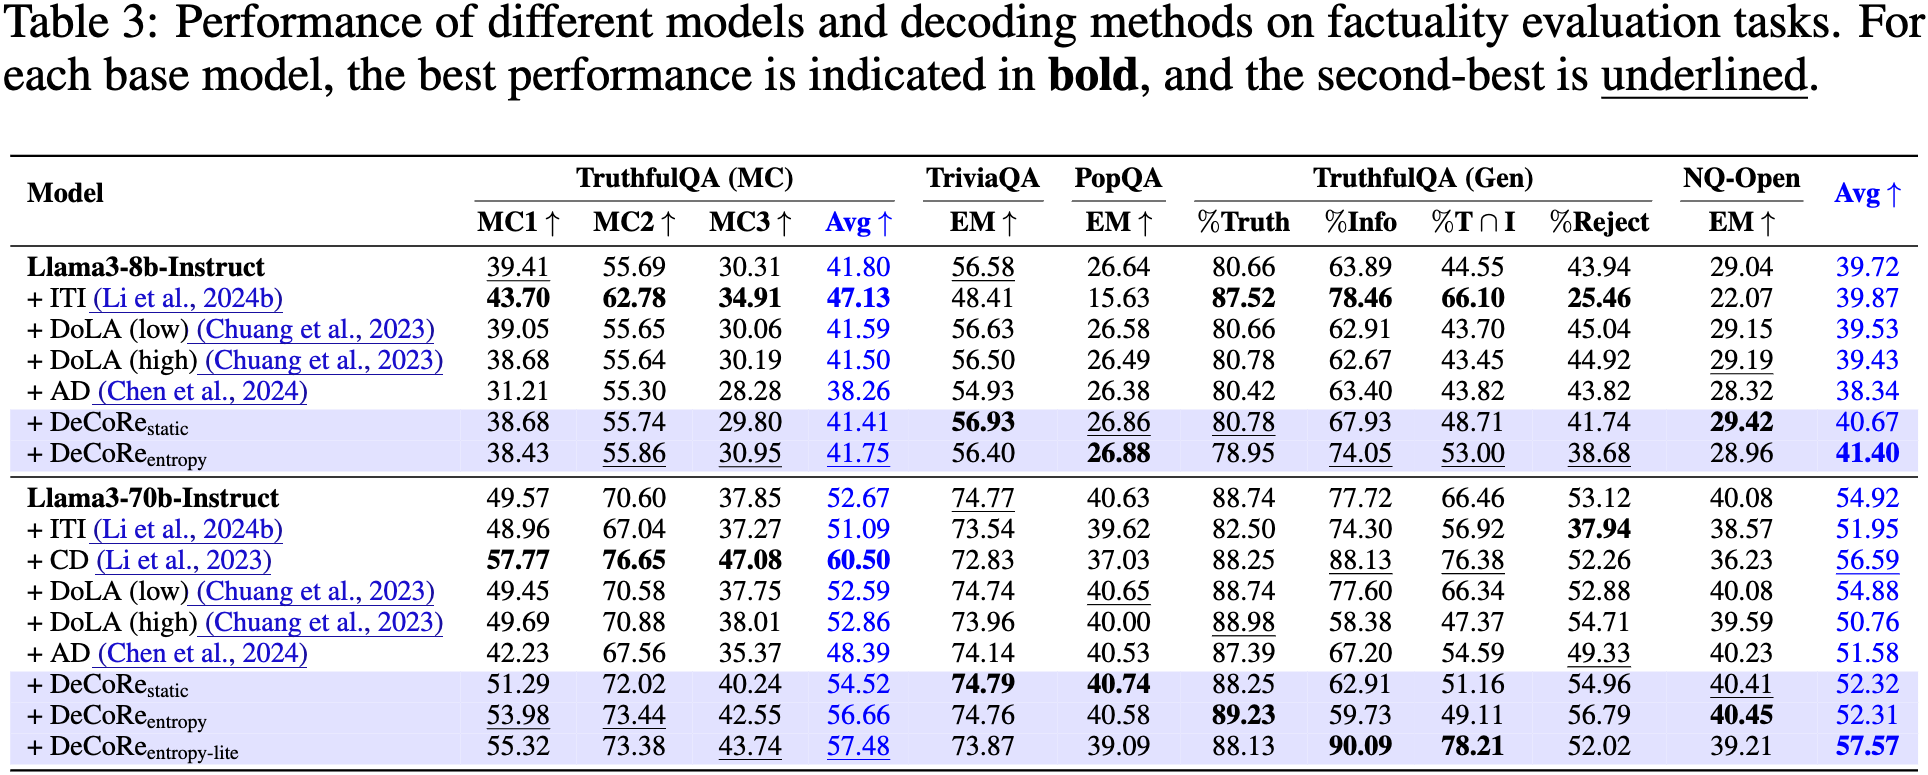 Table 3: Performance of different models and decoding methods on factuality evaluation tasks. For
each base model, the best performance is indicated in bold, and the second-best is underlined.
Model TruthfulQA (MC) TriviaQA PopQA TruthfulQA (Gen) NQ-Open Avg ↑
MC1 ↑ MC2 ↑ MC3 ↑ Avg ↑ EM ↑ EM ↑ %Truth %Info %T ∩ I %Reject EM ↑
Llama3-8b-Instruct 39.41 55.69 30.31 41.80 56.58 26.64 80.66 63.89 44.55 43.94 29.04 39.72
+ ITI (Li et al., 2024b) 43.70 62.78 34.91 47.13 48.41 15.63 87.52 78.46 66.10 25.46 22.07 39.87
+ DoLA (low) (Chuang et al., 2023) 39.05 55.65 30.06 41.59 56.63 26.58 80.66 62.91 43.70 45.04 29.15 39.53
+ DoLA (high) (Chuang et al., 2023) 38.68 55.64 30.19 41.50 56.50 26.49 80.78 62.67 43.45 44.92 29.19 39.43
+ AD (Chen et al., 2024) 31.21 55.30 28.28 38.26 54.93 26.38 80.42 63.40 43.82 43.82 28.32 38.34
+ DeCoRe static 38.68 55.74 29.80 41.41 56.93 26.86 80.78 67.93 48.71 41.74 29.42 40.67
+ DeCoRe entropy 38.43 55.86 30.95 41.75 56.40 26.88 78.95 74.05 53.00 38.68 28.96 41.40
Llama3-70b-Instruct 49.57 70.60 37.85 52.67 74.77 40.63 88.74 77.72 66.46 53.12 40.08 54.92
+ ITI (Li et al., 2024b) 48.96 67.04 37.27 51.09 73.54 39.62 82.50 74.30 56.92 37.94 38.57 51.95
+ CD (Li et al., 2023) 57.77 76.65 47.08 60.50 72.83 37.03 88.25 88.13 76.38 52.26 36.23 56.59
+ DoLA (low) (Chuang et al., 2023) 49.45 70.58 37.75 52.59 74.74 40.65 88.74 77.60 66.34 52.88 40.08 54.88
+ DoLA (high) (Chuang et al., 2023) 49.69 70.88 38.01 52.86 73.96 40.00 88.98 58.38 47.37 54.71 39.59 50.76
+ AD (Chen et al., 2024) 42.23 67.56 35.37 48.39 74.14 40.53 87.39 67.20 54.59 49.33 40.23 51.58
+ DeCoRe static 51.29 72.02 40.24 54.52 74.79 40.74 88.25 62.91 51.16 54.96 40.41 52.32
+ DeCoRe entropy 53.98 73.44 42.55 56.66 74.76 40.58 89.23 59.73 49.11 56.79 40.45 52.31
+ DeCoRe entropy-lite 55.32 73.38 43.74 57.48 73.87 39.09 88.13 90.09 78.21 52.02 39.21 57.57